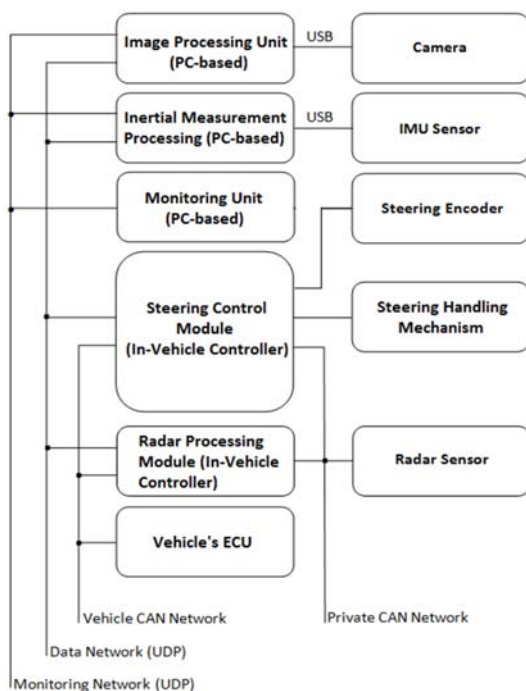 Image Processing Unit
(PC-based)
USB
Camera
Inertial Measurement
Processing (PC-based)
USB
IMU Sensor
Monitoring Unit
(PC-based)
Steering Encoder
Steering Control
Module
(In-Vehicle Controller)
Steering Handling
Mechanism
Radar Processing
Module (In-Vehicle
Controller)
Radar Sensor
Vehicle's ECU
Vehicle CAN Network
Private CAN Network
Data Network (UDP)
Monitoring Network (UDP)